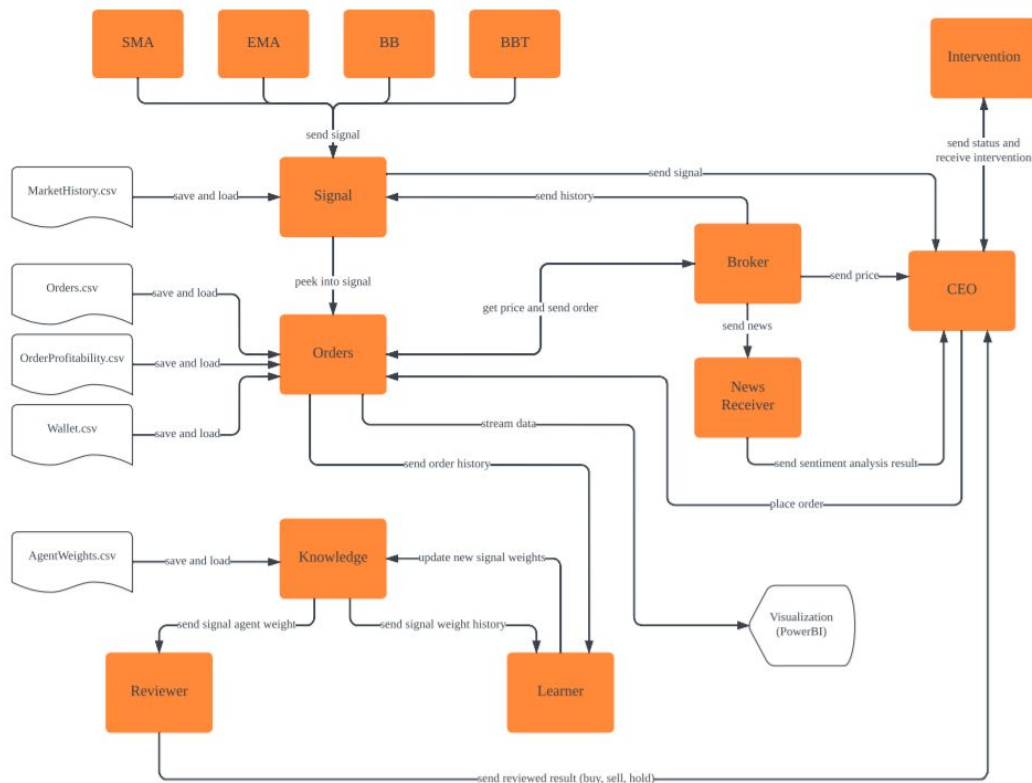 SMA
EMA
BB
BBT
Intervention
send signal
send status and
receive intervention
MarketHistory.csv
save and load
Signal
send signal
send history
Broker
peek into signal
Orders.csv
save and load
get price and send order
send price
CEO
send news
OrderProfitability.csv
save and load
Orders
News
Receiver
Wallet.csv
save and load
stream data
send order history
send sentiment analysis result
place order
AgentWeights.csv
save and load
Knowledge
update new signal weights
send signal agent weight
send signal weight history
Visualization
(PowerBI)
Reviewer
Learner
send reviewed result (buy, sell, hold)